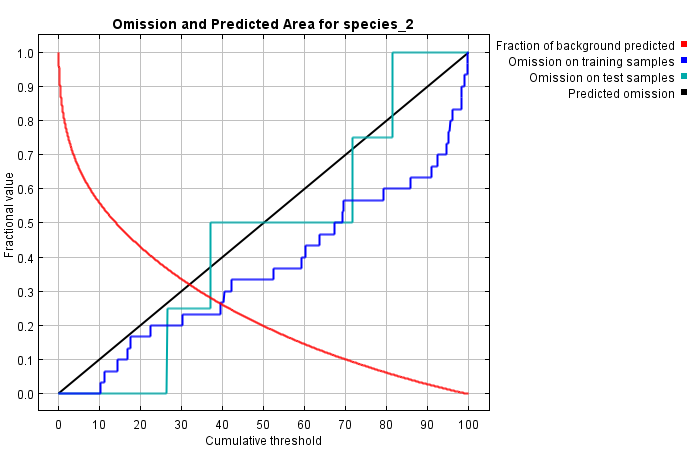 Omission and Predicted Area for species_2
Fraction of background predicted
Omission on training samples
Omission on test samples
Predicted omission
Fractional value
1.0
0.9
0.8
0.7
0.6
0.5
0.4
0.3
0.2
0.1
0.0
0 10 20 30 40 50 60 70 80 90 100
Cumulative threshold